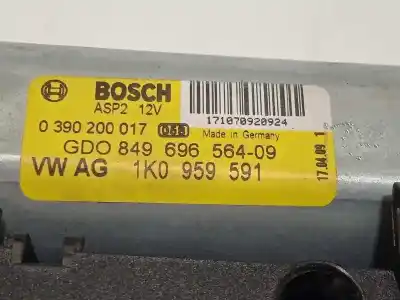 BOSCH
ASP2 12V
171070920924
0 390 200 017
Made in Germany
GDO 849 696 564-09
VW AG 1K0 959 591
17.04.09 1